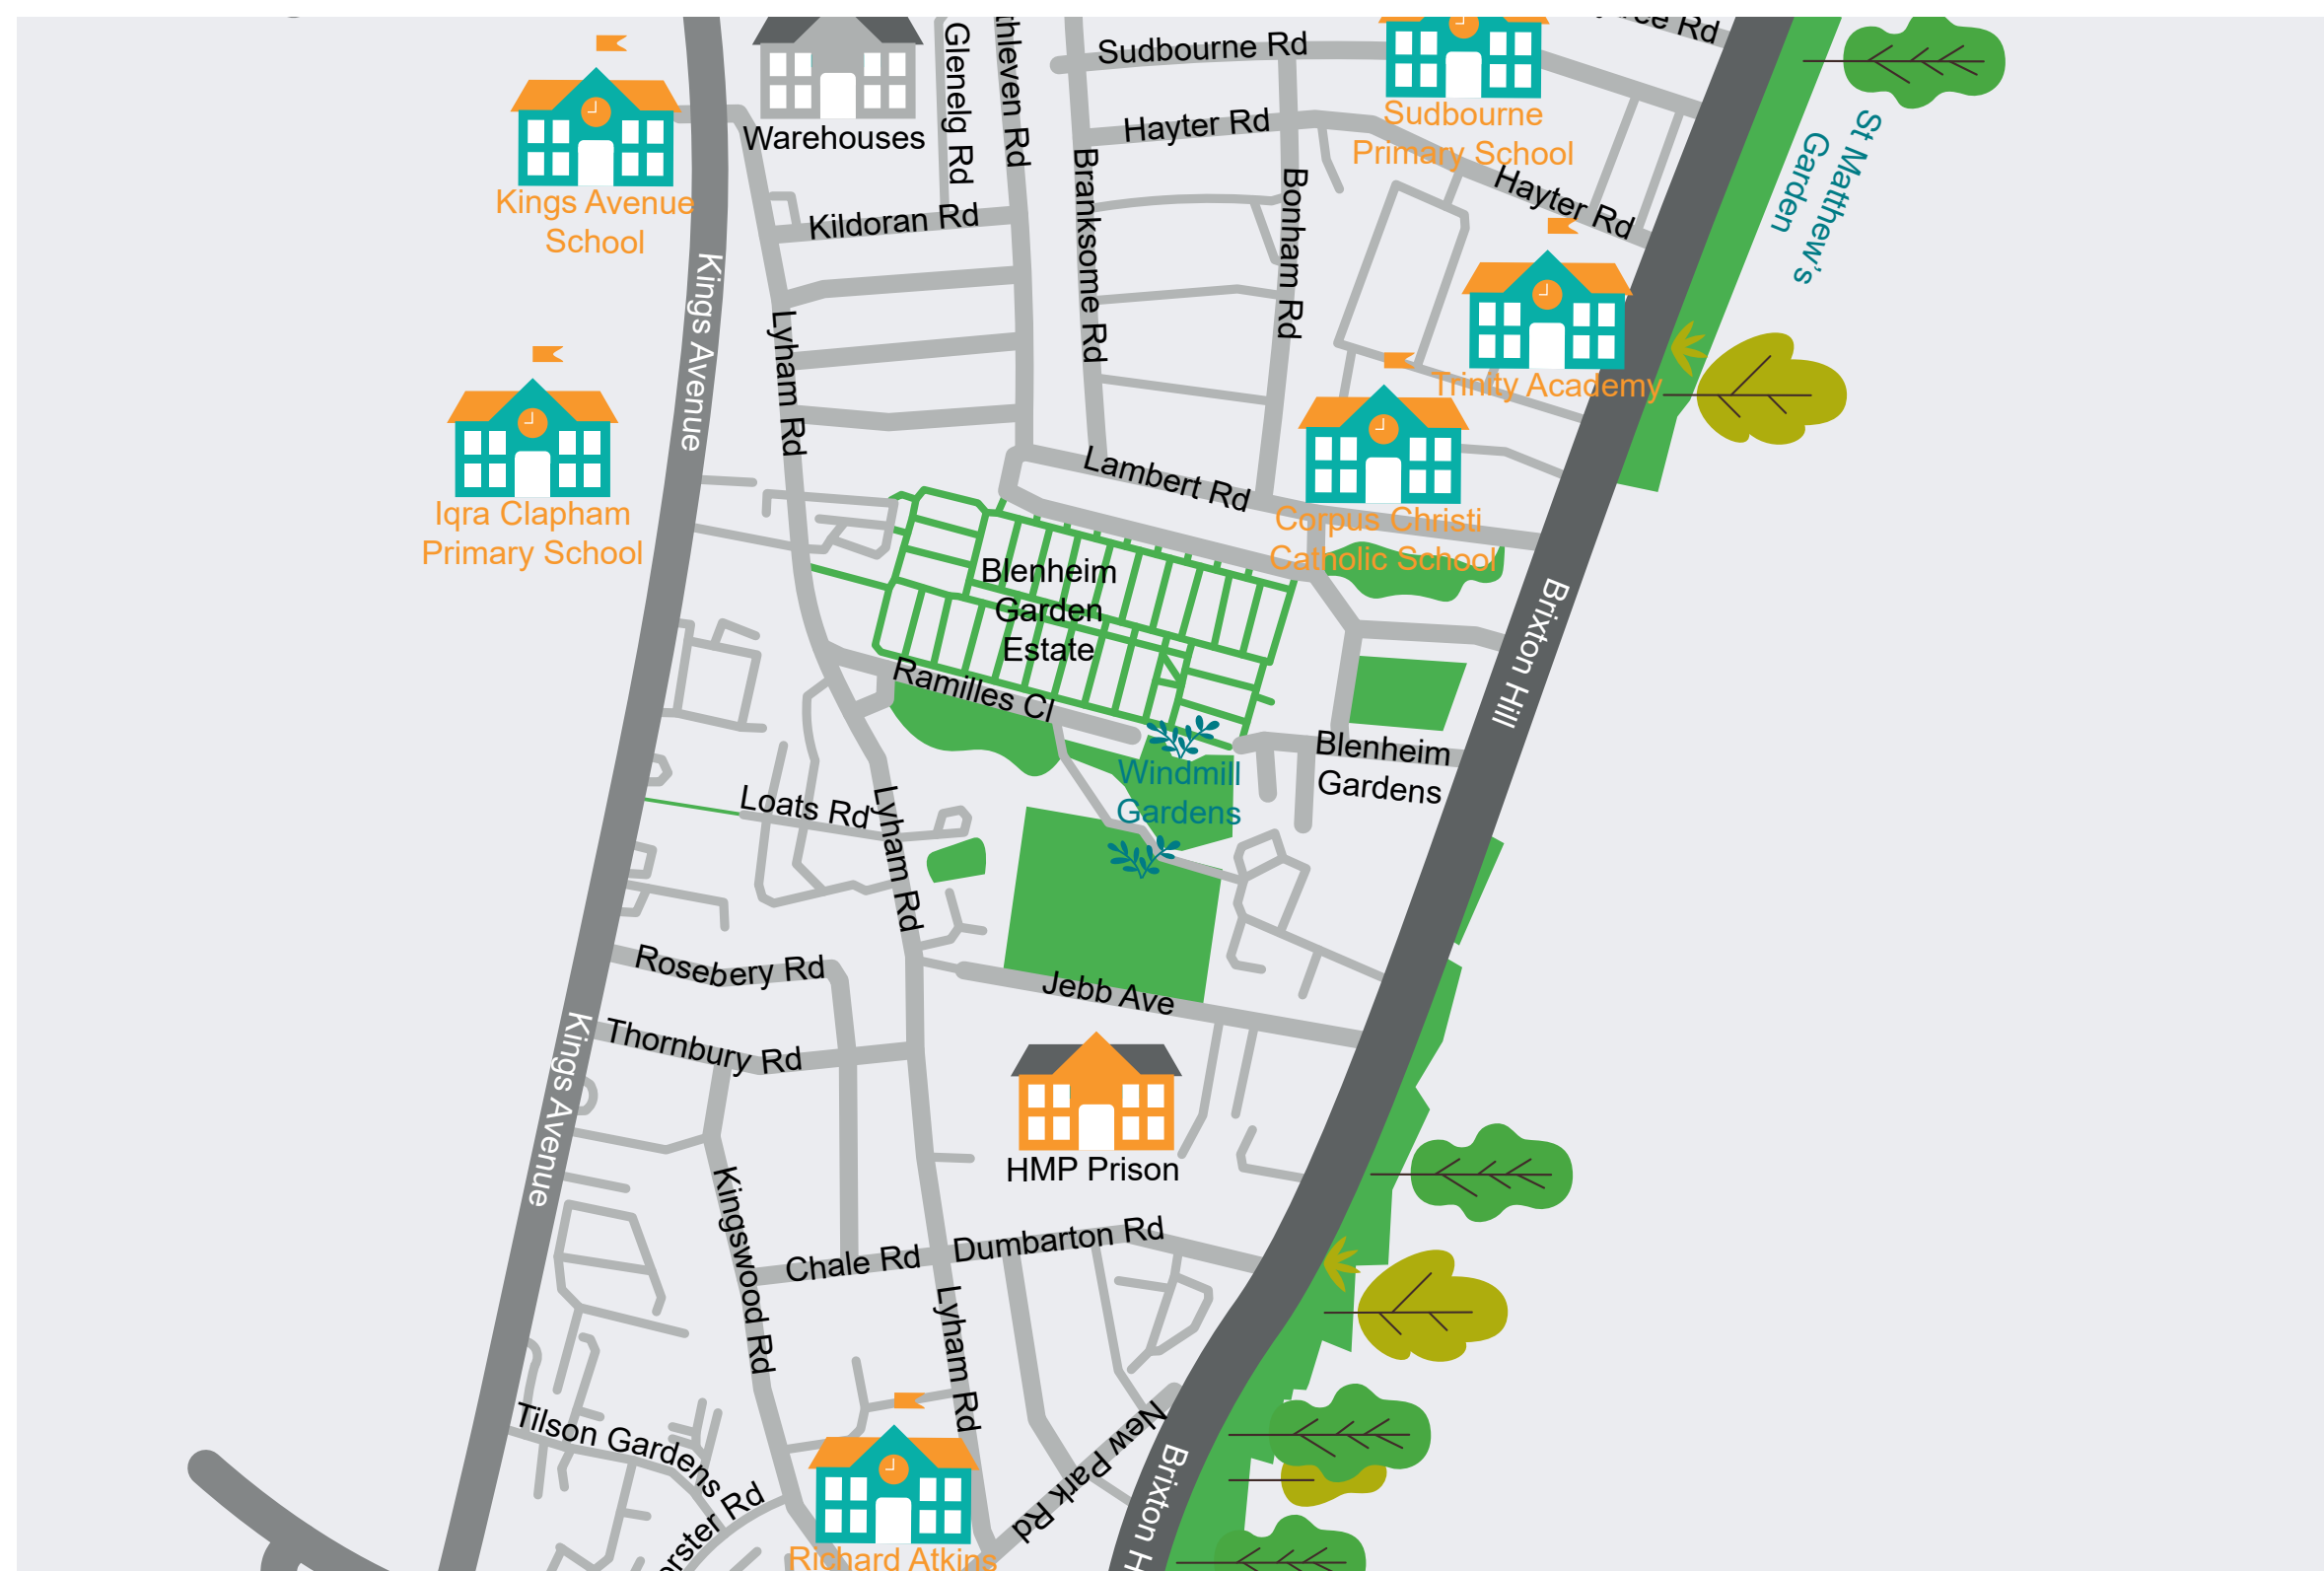 Sudbourne Rd
Glenelg Rd
Warehouses
Hayter Rd
Sudbourne
Primary School
St Matthew's
Garden
Kings Avenue
School
Kildoran Rd
Branksome Rd
Bonham Rd
Hayter Rd
Kings Avenue
Lyham Rd
Trinity Academy
Iqra Clapham
Primary School
Lambert Rd
Corpus Christi
Catholic School
Blenheim
Garden
Estate
Brixton Hill
Ramilles Cl
Windmill
Gardens
Blenheim
Gardens
Loats Rd
Lyham Rd
Rosebery Rd
Jebb Ave
Thornbury Rd
Kings Avenue
HMP Prison
Kingswood Rd
Chale Rd
Dumbarton Rd
Lyham Rd
Tilson Gardens
New Park Rd
Brixton H
Richard Atkins